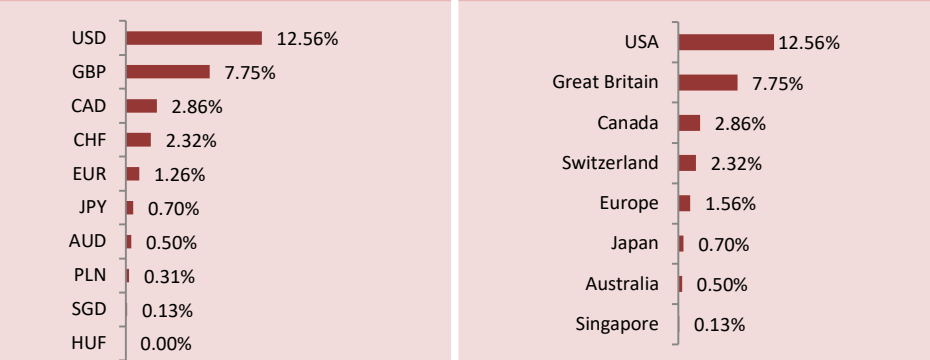 USD 12.56%
GBP 7.75%
CAD 2.86%
CHF 2.32%
EUR 1.26%
JPY 0.70%
AUD 0.50%
PLN 0.31%
SGD 0.13%
HUF 0.00%
USA 12.56%
Great Britain 7.75%
Canada 2.86%
Switzerland 2.32%
Europe 1.56%
Japan 0.70%
Australia 0.50%
Singapore 0.13%